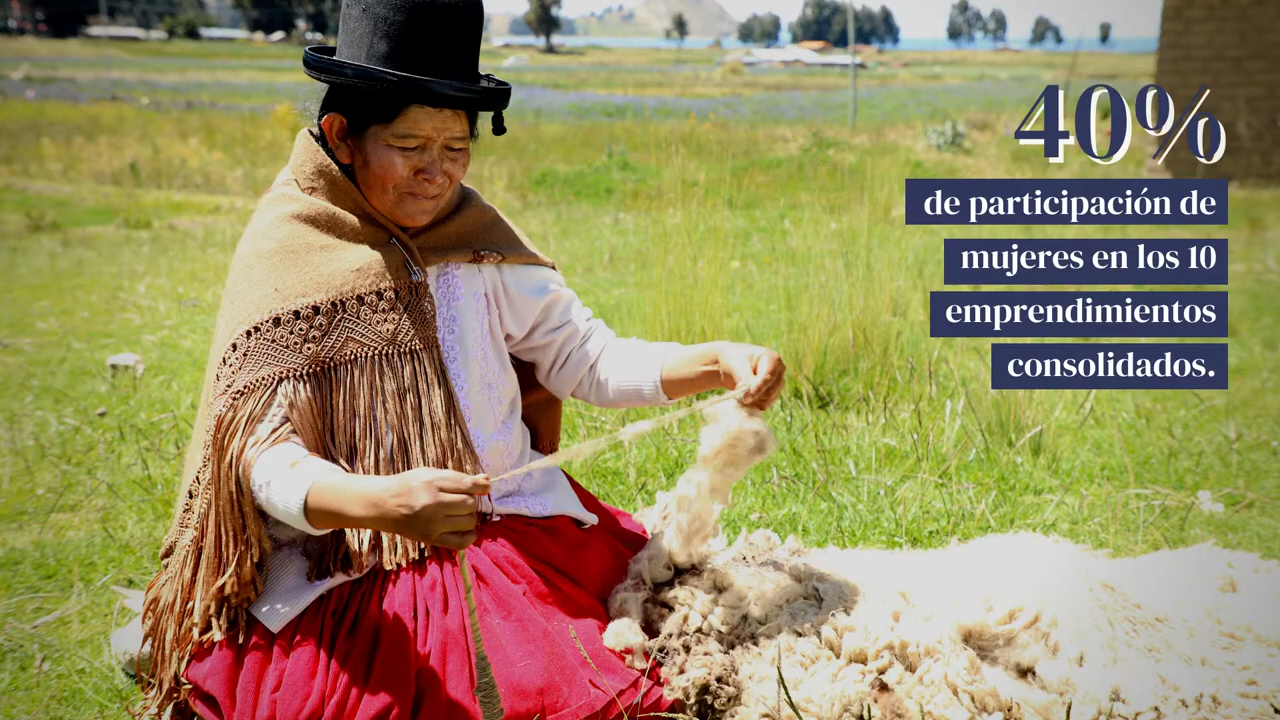 40%
de participación de
mujeres en los 10
emprendimientos
consolidados.